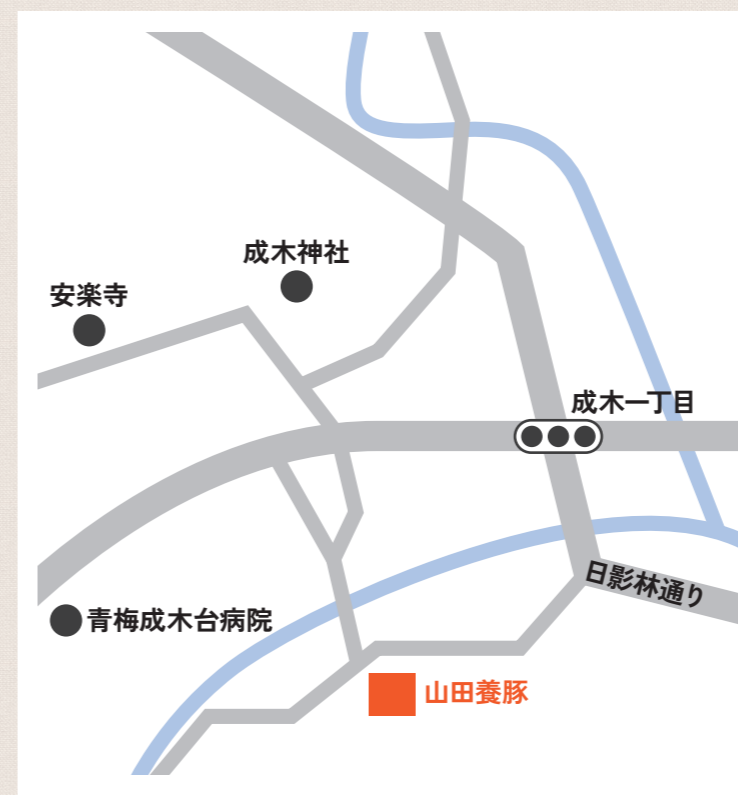 成木神社
安楽寺
成木一丁目
日影林通り
青梅成木台病院
山田養豚